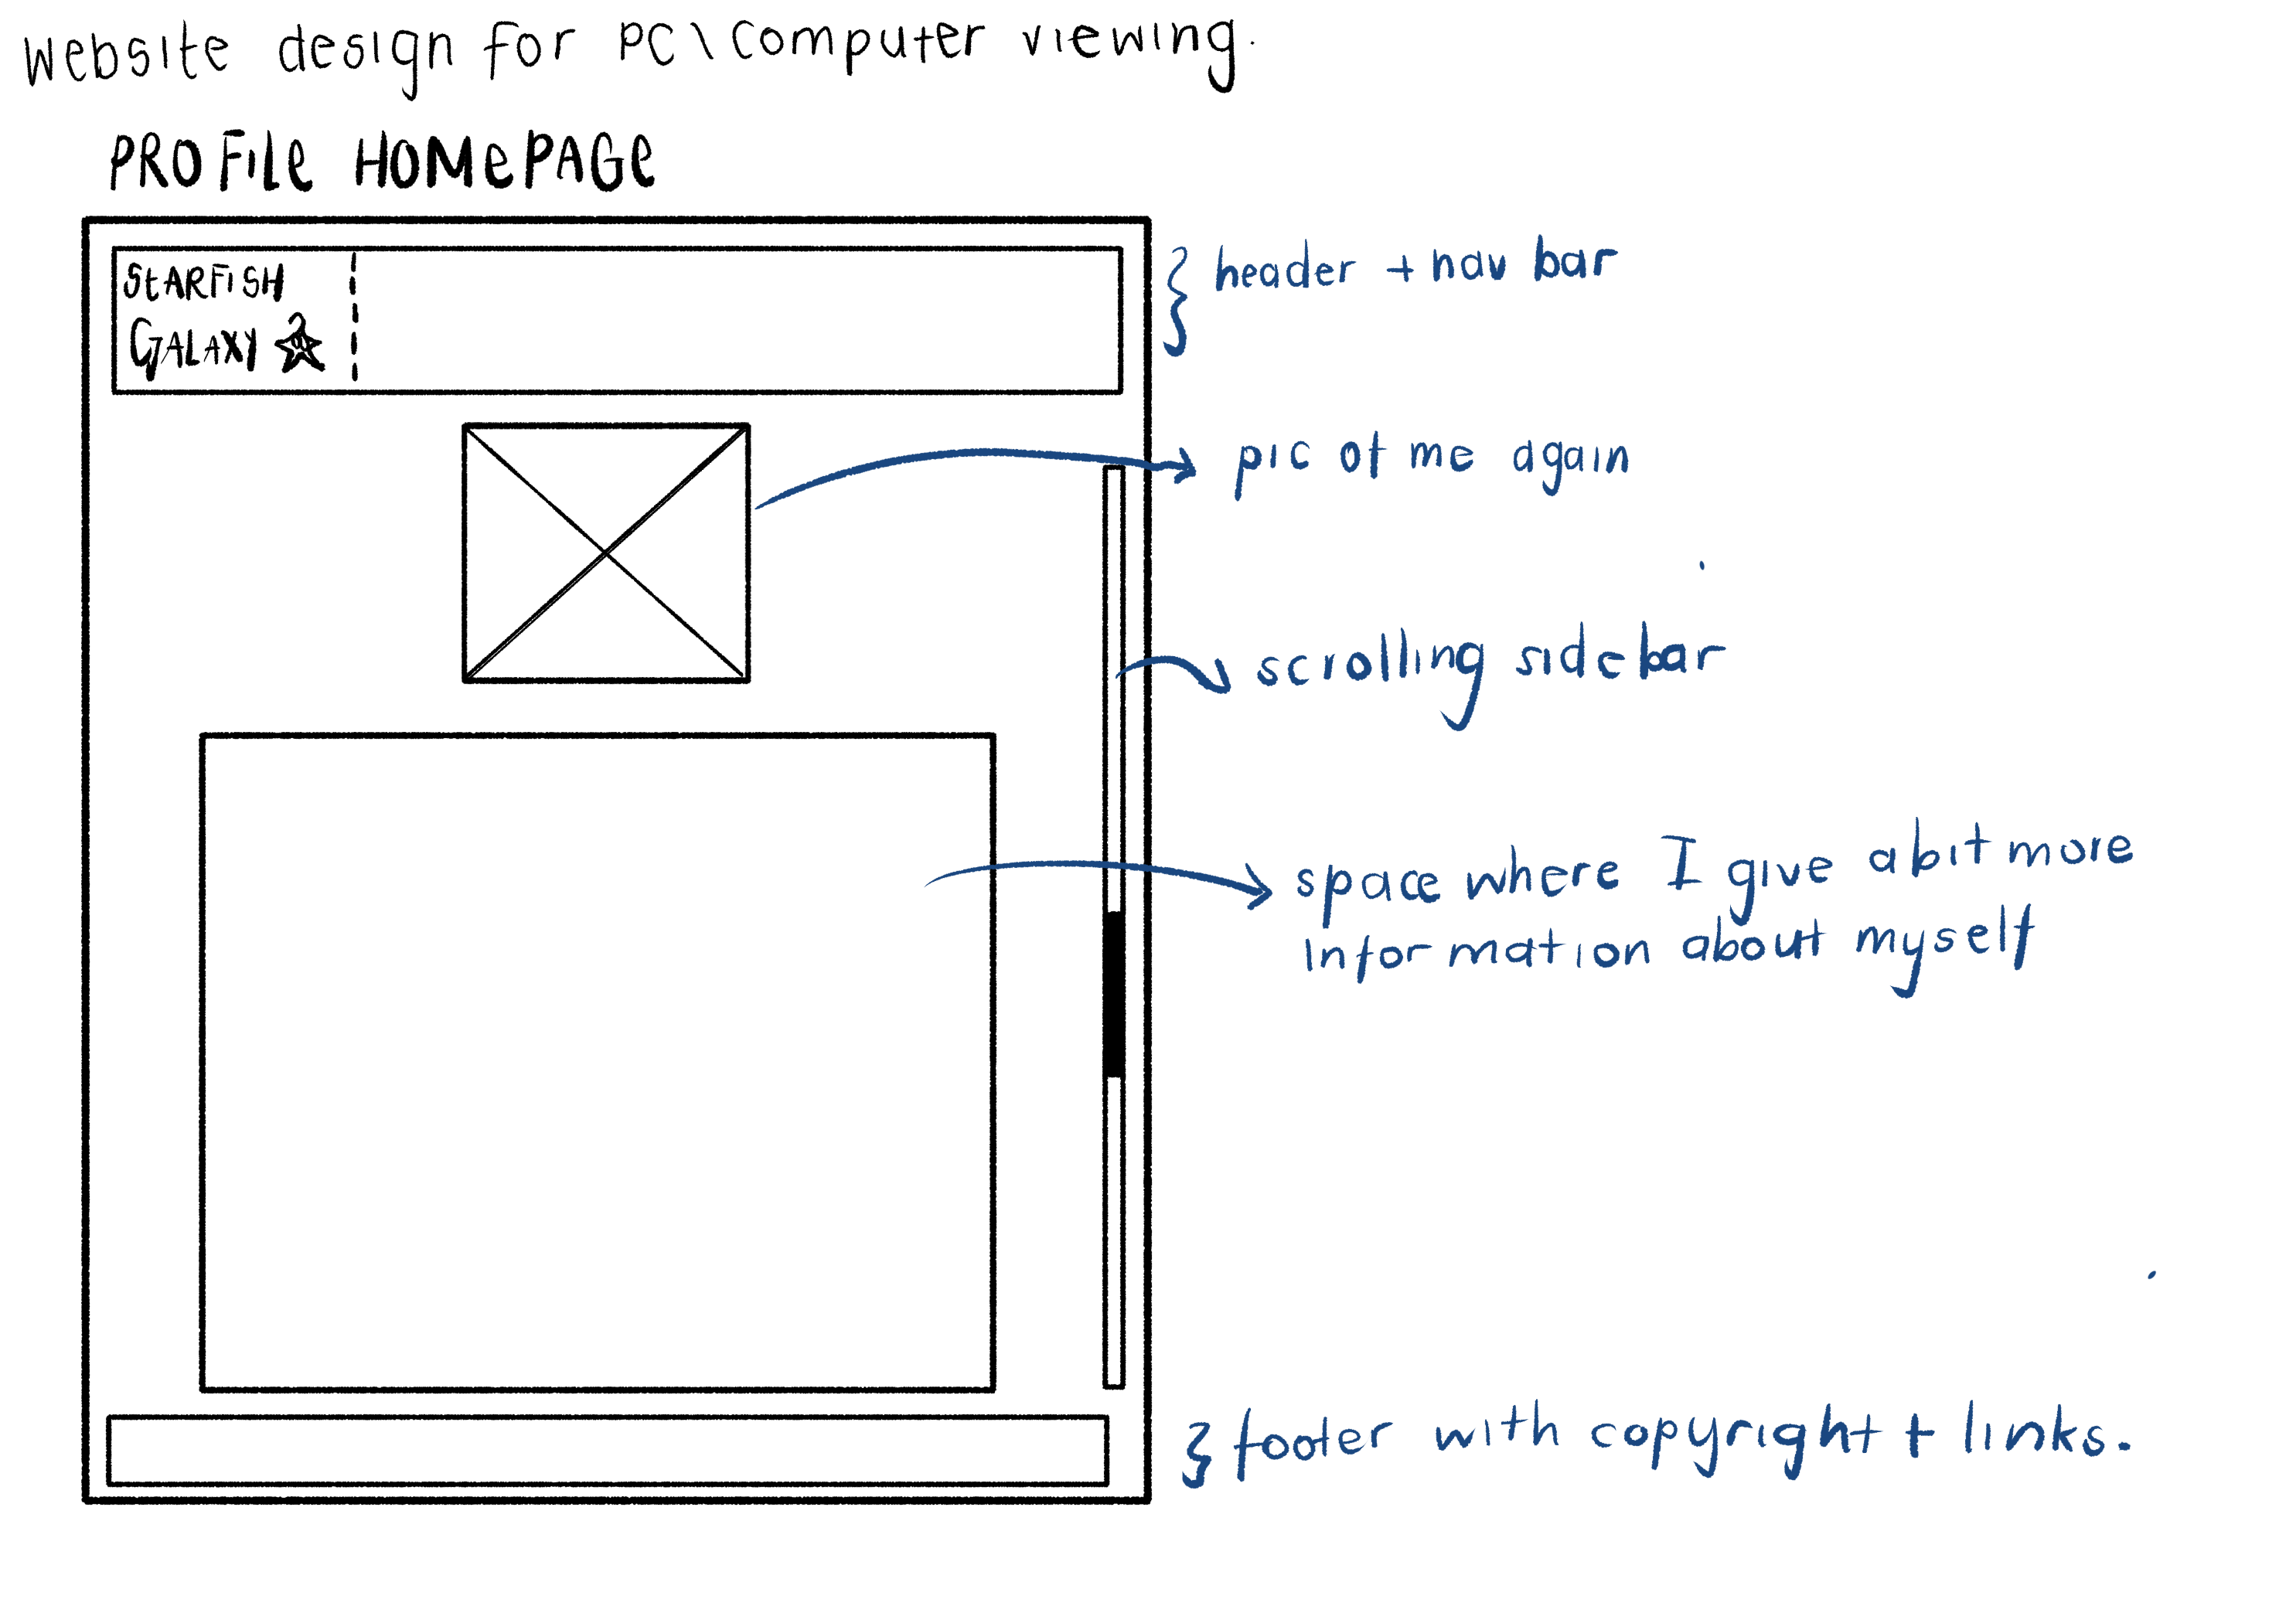 Website design for PC\Computer viewing.
PROFILE HOMEPAGE
STARFISH
GALAXY
header + nav bar
pic of me again
scrolling sidebar
space where I give a bit more
information about myself
footer with copyright + links.